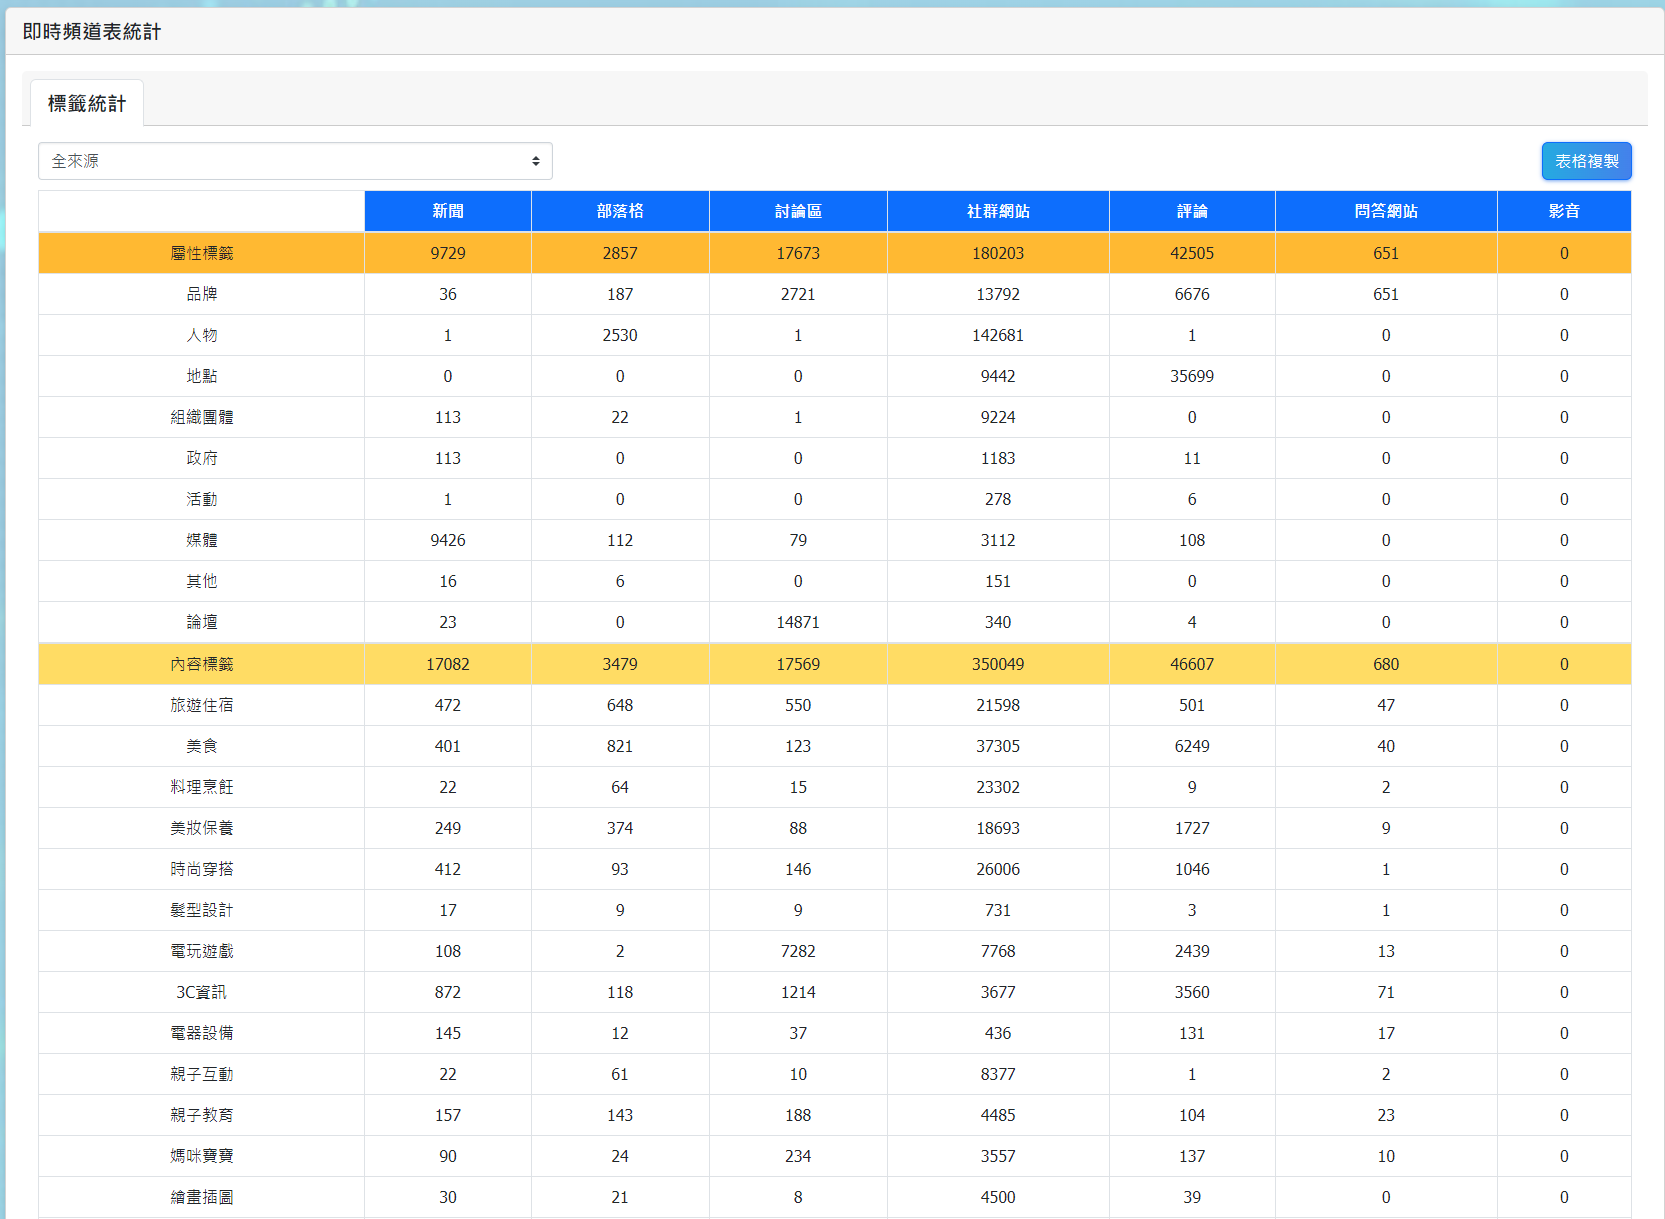 即時頻道表統計
標籤統計
全來源
表格複製
新聞 部落格 討論區 社群網站 評論 問答網站 影音
屬性標籤 9729 2857 17673 180203 42505 651 0
品牌 36 187 2721 13792 6676 651 0
人物 1 2530 1 142681 1 0 0
地點 0 0 0 9442 35699 0 0
組織團體 113 22 1 9224 0 0 0
政府 113 0 0 1183 11 0 0
活動 1 0 0 278 6 0 0
媒體 9426 112 79 3112 108 0 0
其他 16 6 0 151 0 0 0
論壇 23 0 14871 340 4 0 0
內容標籤 17082 3479 17569 350049 46607 680 0
旅遊住宿 472 648 550 21598 501 47 0
美食 401 821 123 37305 6249 40 0
料理烹飪 22 64 15 23302 9 2 0
美妝保養 249 374 88 18693 1727 9 0
時尚穿搭 412 93 146 26006 1046 1 0
髮型設計 17 9 9 731 3 1 0
電玩遊戲 108 2 7282 7768 2439 13 0
3C資訊 872 118 1214 3677 3560 71 0
電器設備 145 12 37 436 131 17 0
親子互動 22 61 10 8377 1 2 0
親子教育 157 143 188 4485 104 23 0
媽咪寶寶 90 24 234 3557 137 10 0
繪畫插圖 30 21 8 4500 39 0 0